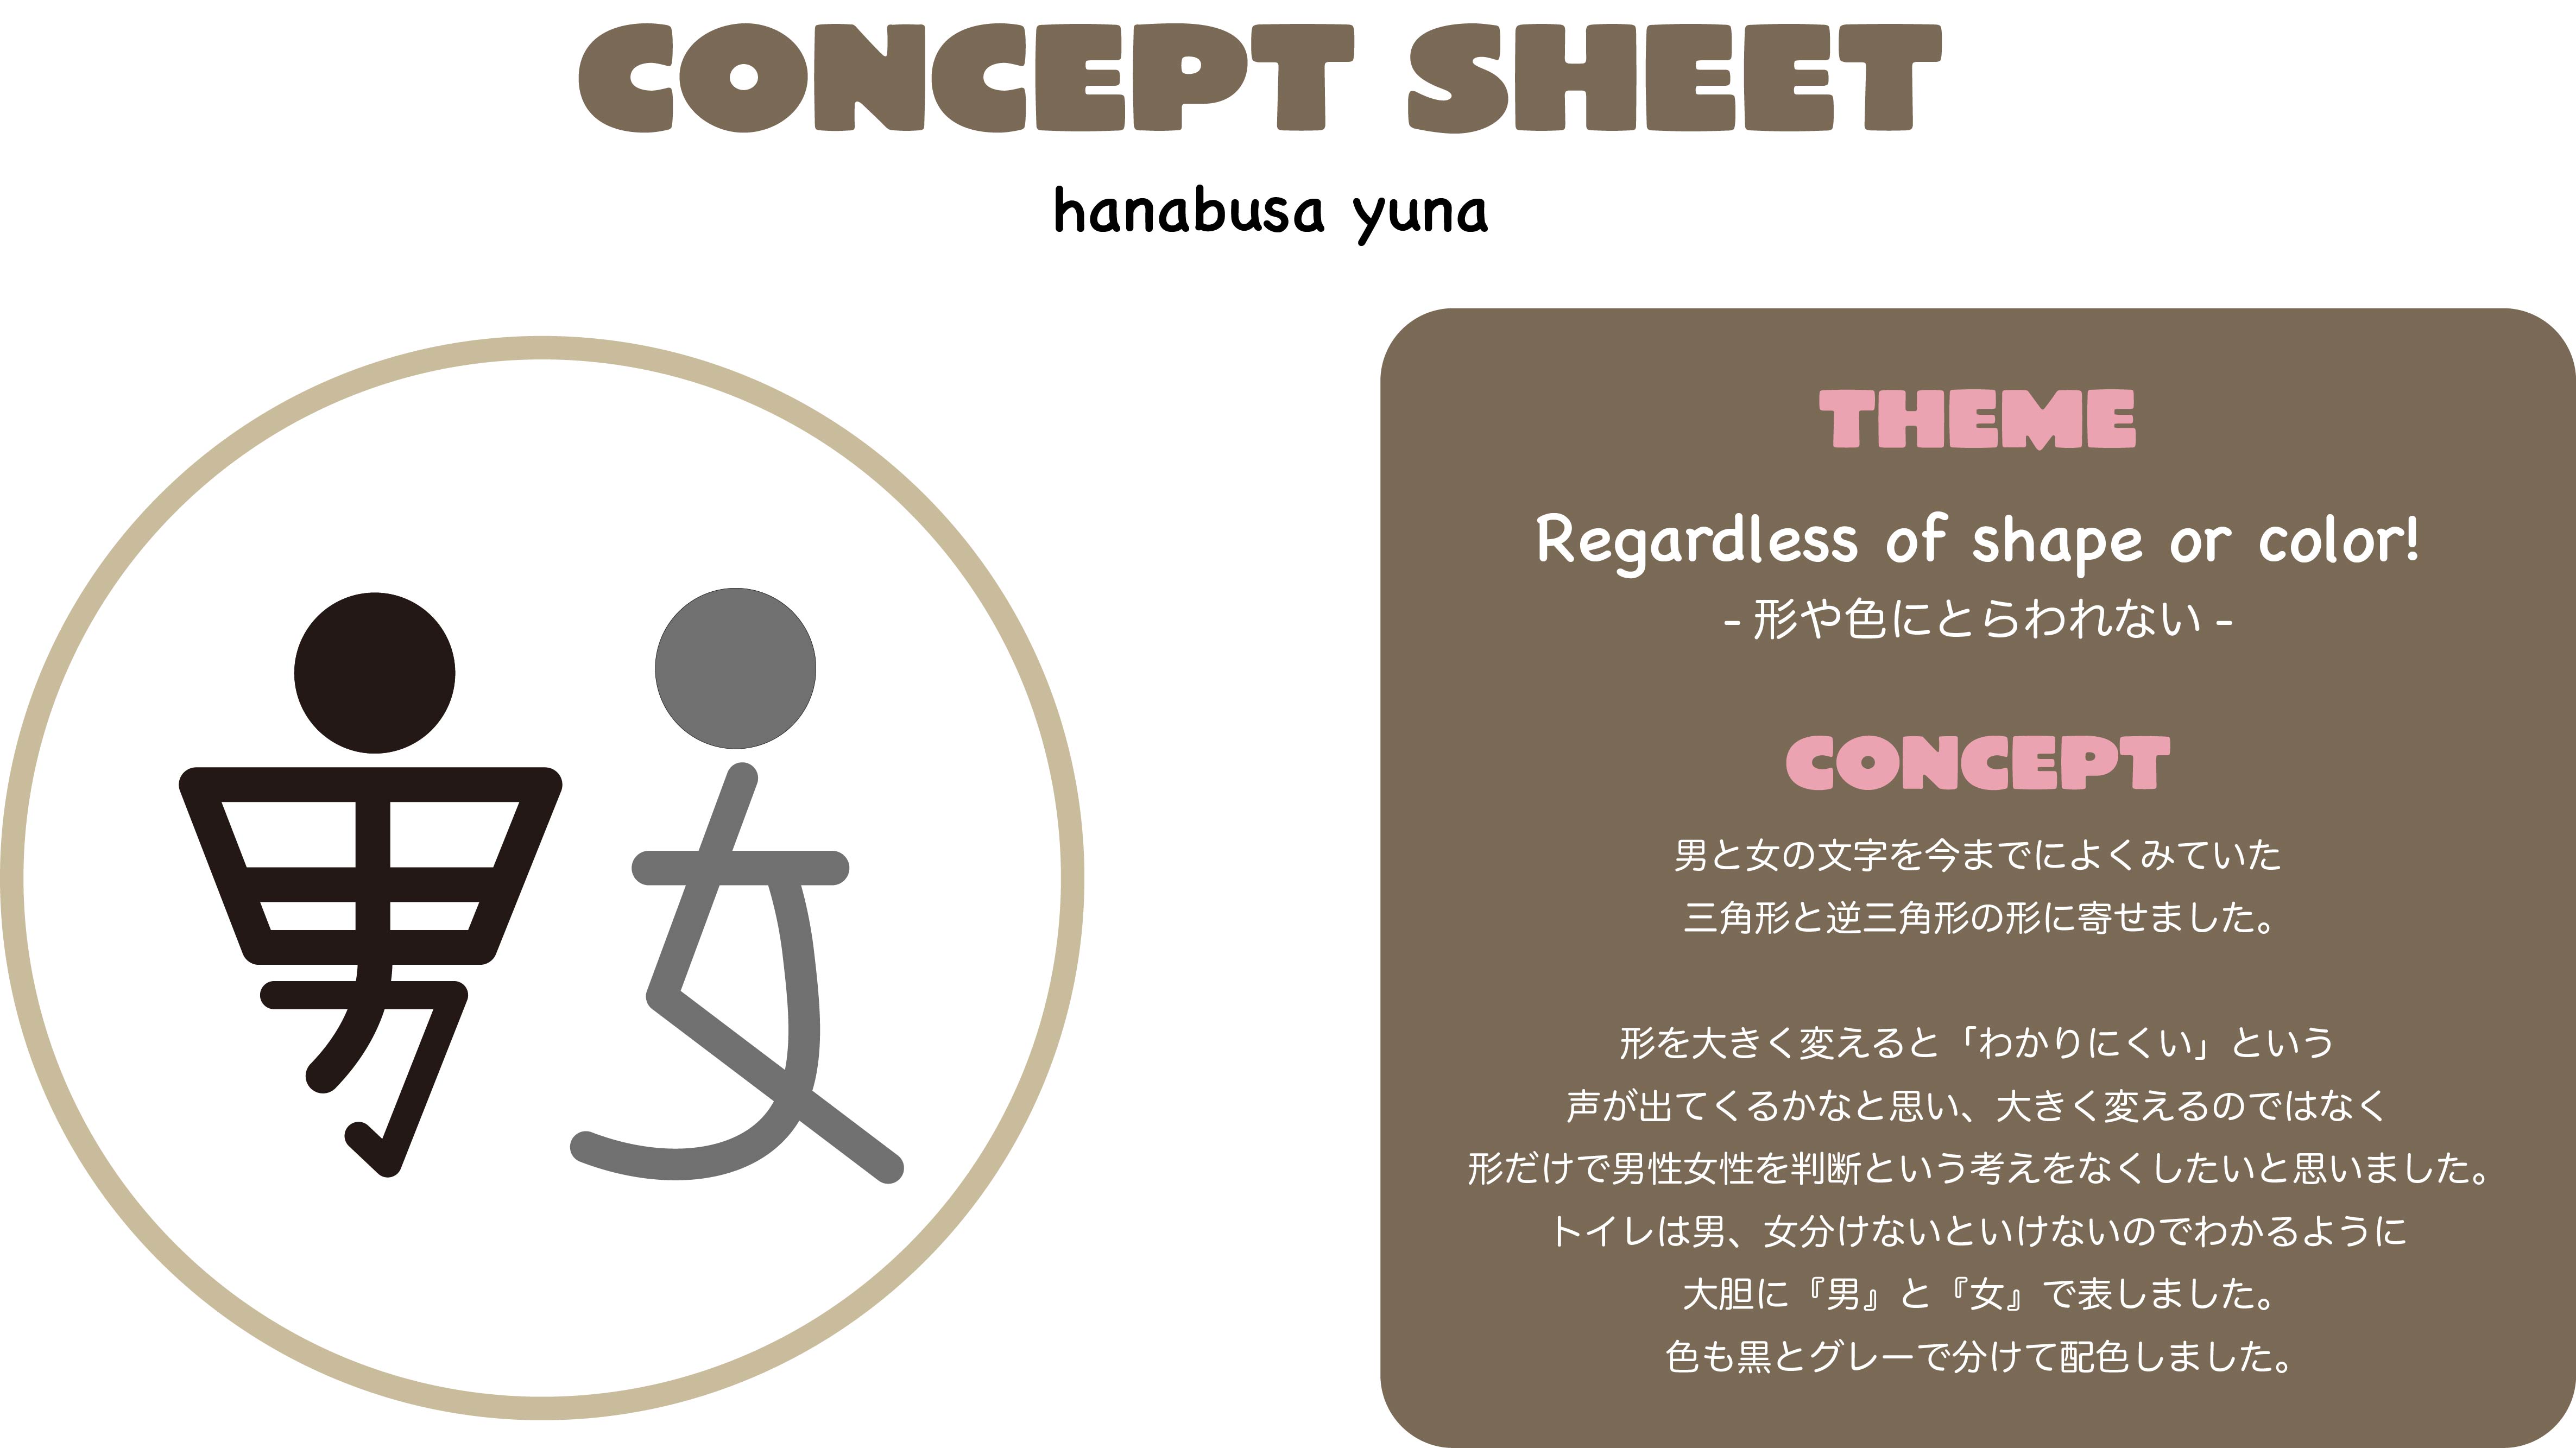 CONCEPT SHEET
hanabusa yuna
男 女
THEME
Regardless of shape or color!
- 形や色にとらわれない -
CONCEPT
男と女の文字を今までによくみていた
三角形と逆三角形の形に寄せました。
形を大きく変えると「わかりにくい」という
声が出てくるかなと思い、大きく変えるのではなく
形だけで男性女性を判断という考えをなくしたいと思いました。
トイレは男、女分けないといけないのでわかるように
大胆に『男』と『女』で表しました。
色も黒とグレーで分けて配色しました。